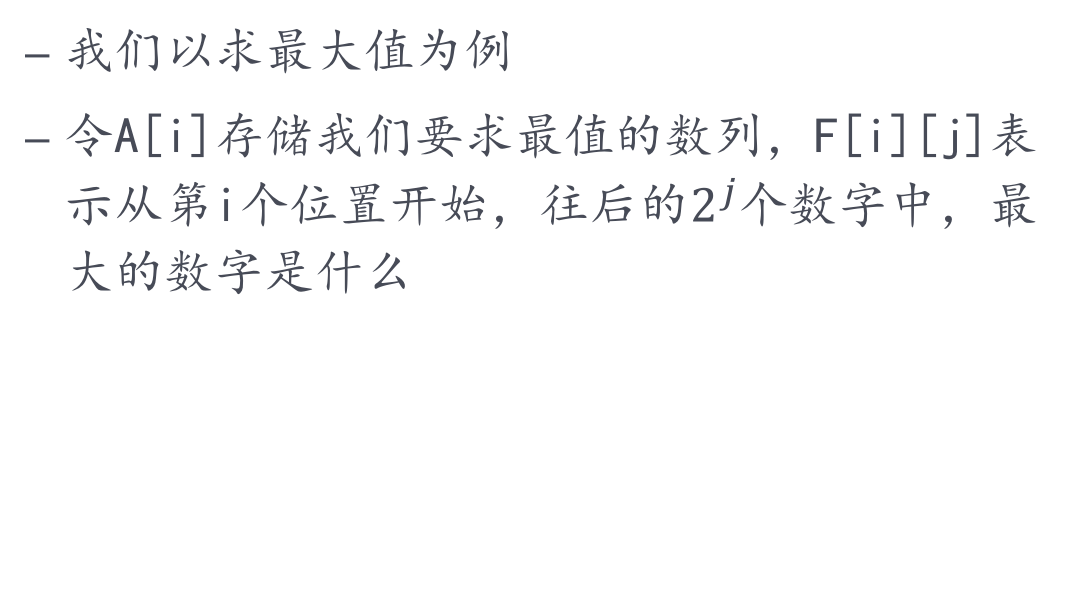 – 我们以求最大值为例
– 令A[i]存储我们要求最值的数列，F[i][j]表
示从第i个位置开始，往后的2^j个数字中，最
大的数字是什么